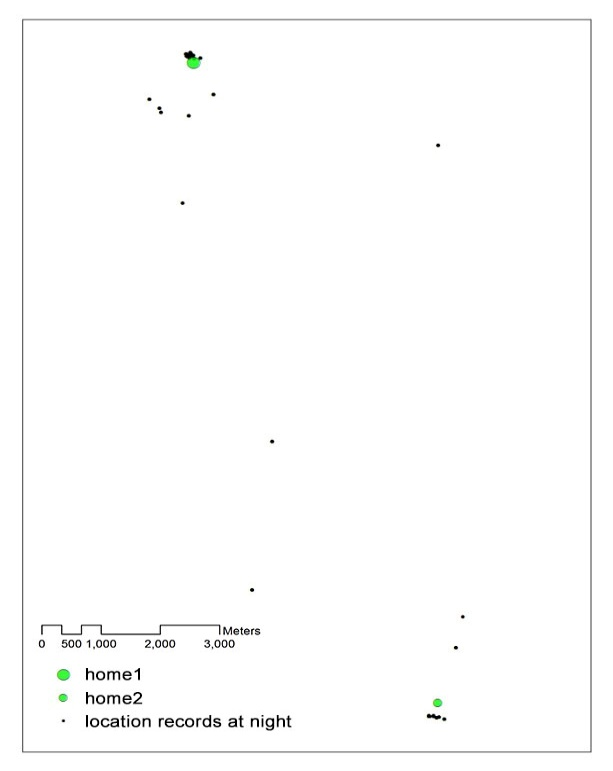 Meters
0 500 1,000 2,000 3,000
home1
home2
location records at night